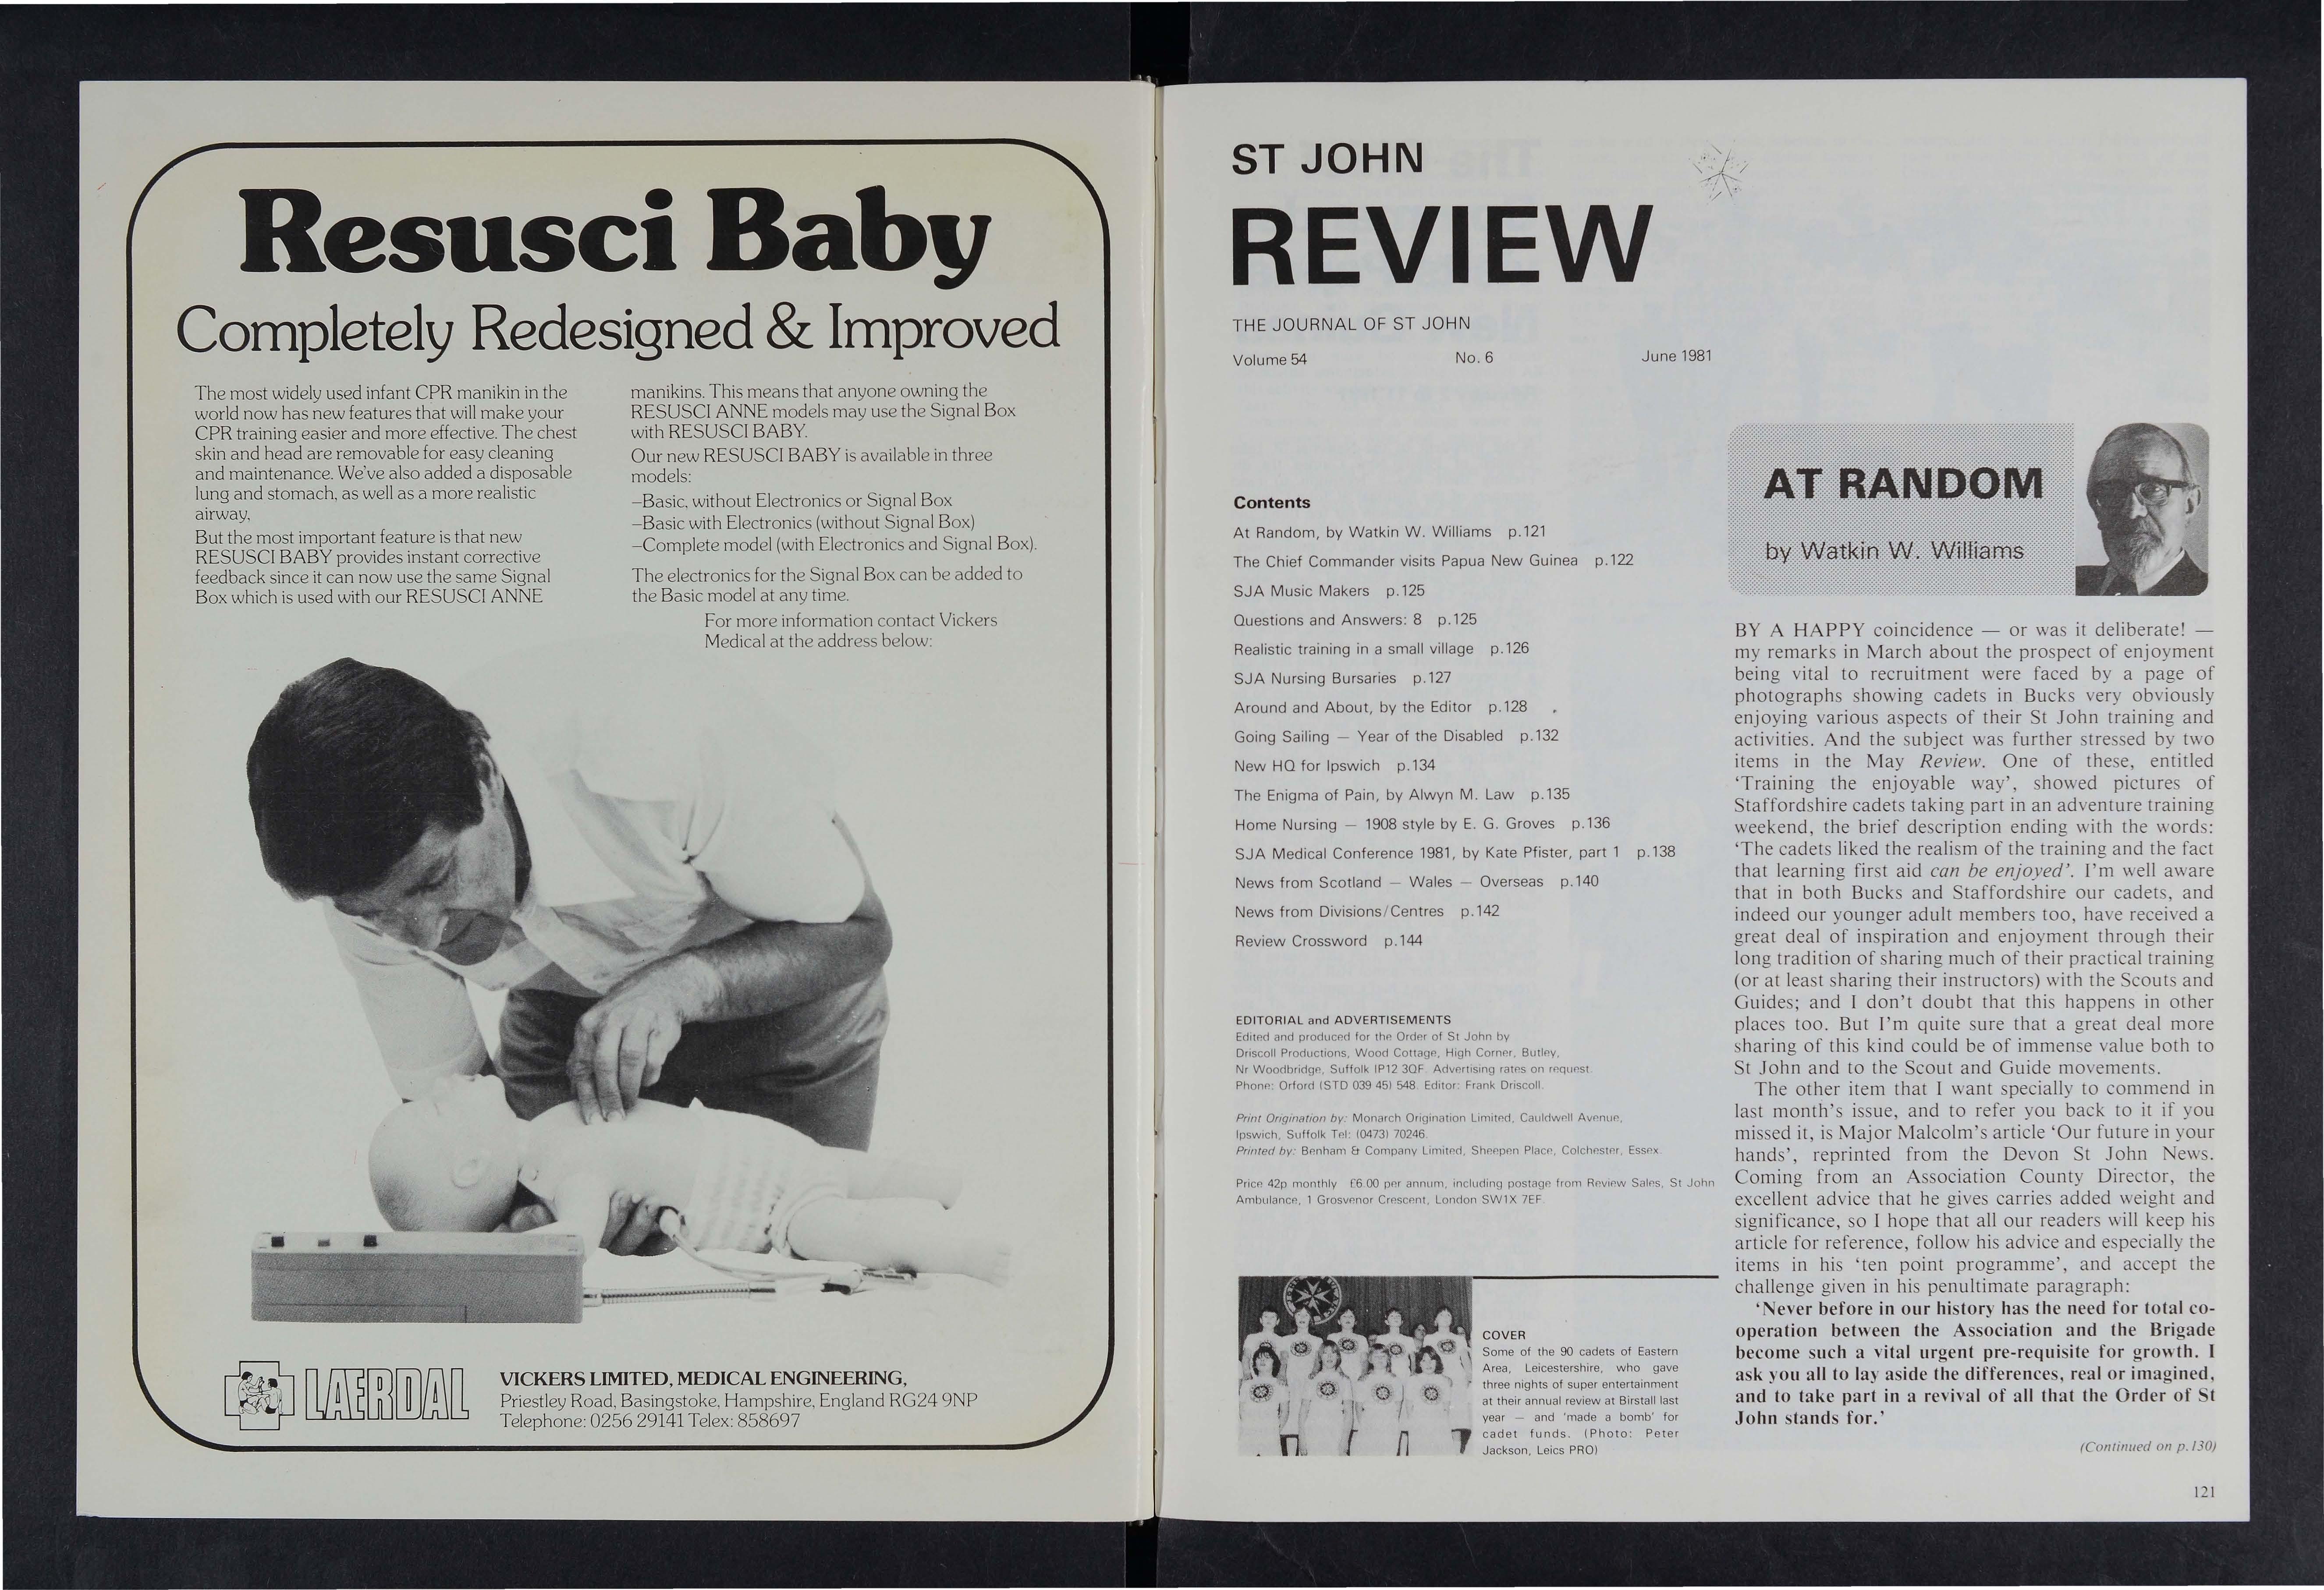 Resusci Baby
Completely Redesigned & Improved
The most widely used infant CPR manikin in the
world now has new features that will make your
CPR training easier and more effective. The chest
skin and head are removable for easy cleaning
and maintenance. We've also added a disposable
lung and stomach, as well as a more realistic
airway.
But the most important feature is that new
RESUSCI BABY provides instant corrective
feedback since it can now use the same Signal
Box which is used with our RESUSCI ANNE
manikins. This means that anyone owning the
RESUSCI ANNE models may use the Signal Box
with RESUSCI BABY.
Our new RESUSCI BABY is available in three
models:
–Basic, without Electronics or Signal Box
–Basic with Electronics (without Signal Box)
–Complete model (with Electronics and Signal Box).
The electronics for the Signal Box can be added to
the Basic model at any time.
For more information contact Vickers
Medical at the address below:
LAERDAL
VICKERS LIMITED, MEDICAL ENGINEERING,
Priestley Road, Basingstoke, Hampshire, England RG24 9NP
Telephone: 0256 29141 Telex: 858697
ST JOHN
REVIEW
THE JOURNAL OF ST JOHN
Volume 54 No. 6 June 1981
Contents
At Random, by Watkin W. Williams p.121
The Chief Commander visits Papua New Guinea p.122
SJA Music Makers p.125
Questions and Answers: 8 p.125
Realistic training in a small village p.126
SJA Nursing Bursaries p.127
Around and About, by the Editor p.128
Going Sailing — Year of the Disabled p.132
New HQ for Ipswich p.134
The Enigma of Pain, by Alwyn M. Law p.135
Home Nursing — 1908 style by E. G. Groves p.136
SJA Medical Conference 1981, by Kate Pfister, part 1 p.138
News from Scotland — Wales — Overseas p.140
News from Divisions/Centres p.142
Review Crossword p.144
EDITORIAL and ADVERTISEMENTS
Edited and produced for the Order of St John by
Driscoll Productions, Wood Cottage, High Corner, Butley,
Nr Woodbridge, Suffolk IP12 3QF. Advertising rates on request.
Phone: Orford (STD 039 45) 548. Editor: Frank Driscoll.
Print Origination by: Monarch Origination Limited, Cauldwell Avenue,
Ipswich, Suffolk Tel: (0473) 70246.
Printed by: Benham & Company Limited, Sheepen Place, Colchester, Essex.
Price 42p monthly £6.00 per annum, including postage from Review Sales, St John
Ambulance, 1 Grosvenor Crescent, London SW1X 7EF.
COVER
Some of the 90 cadets of Eastern
Area, Leicestershire, who gave
three nights of super entertainment
at their annual review at Birstall last
year — and 'made a bomb' for
cadet funds. (Photo: Peter
Jackson, Leics PRO)
AT RANDOM
by Watkin W. Williams
BY A HAPPY coincidence — or was it deliberate! —
my remarks in March about the prospect of enjoyment
being vital to recruitment were faced by a page of
photographs showing cadets in Bucks very obviously
enjoying various aspects of their St John training and
activities. And the subject was further stressed by two
items in the May Review. One of these, entitled
'Training the enjoyable way', showed pictures of
Staffordshire cadets taking part in an adventure training
weekend, the brief description ending with the words:
'The cadets liked the realism of the training and the fact
that learning first aid can be enjoyed'. I'm well aware
that in both Bucks and Staffordshire our cadets, and
indeed our younger adult members too, have received a
great deal of inspiration and enjoyment through their
long tradition of sharing much of their practical training
(or at least sharing their instructors) with the Scouts and
Guides; and I don't doubt that this happens in other
places too. But I'm quite sure that a great deal more
sharing of this kind could be of immense value both to
St John and to the Scout and Guide movements.
The other item that I want specially to commend in
last month's issue, and to refer you back to it if you
missed it, is Major Malcolm's article 'Our future in your
hands', reprinted from the Devon St John News.
Coming from an Association County Director, the
excellent advice that he gives carries added weight and
significance, so I hope that all our readers will keep his
article for reference, follow his advice and especially the
items in his 'ten point programme', and accept the
challenge given in his penultimate paragraph:
'Never before in our history has the need for total co-
operation between the Association and the Brigade
become such a vital urgent pre-requisite for growth. I
ask you all to lay aside the differences, real or imagined,
and to take part in a revival of all that the Order of St
John stands for.'
(Continued on p.130)
121